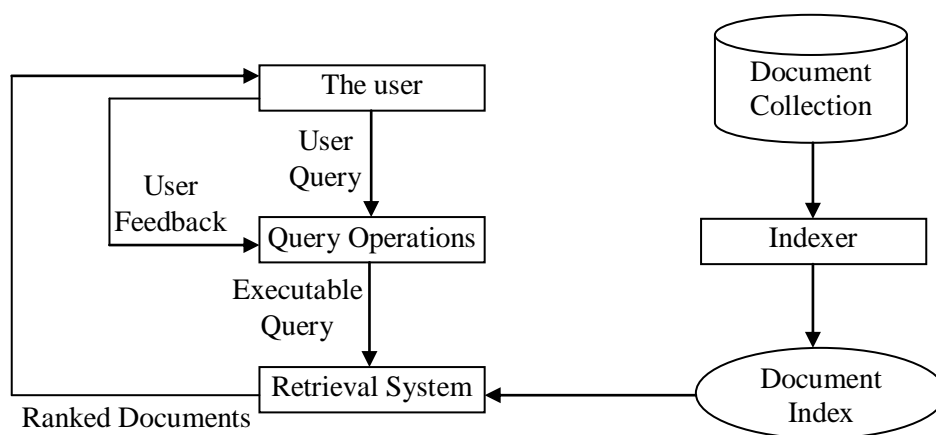 The user
User
Query
User
Feedback
Query Operations
Executable
Query
Retrieval System
Ranked Documents
Document
Collection
Indexer
Document
Index